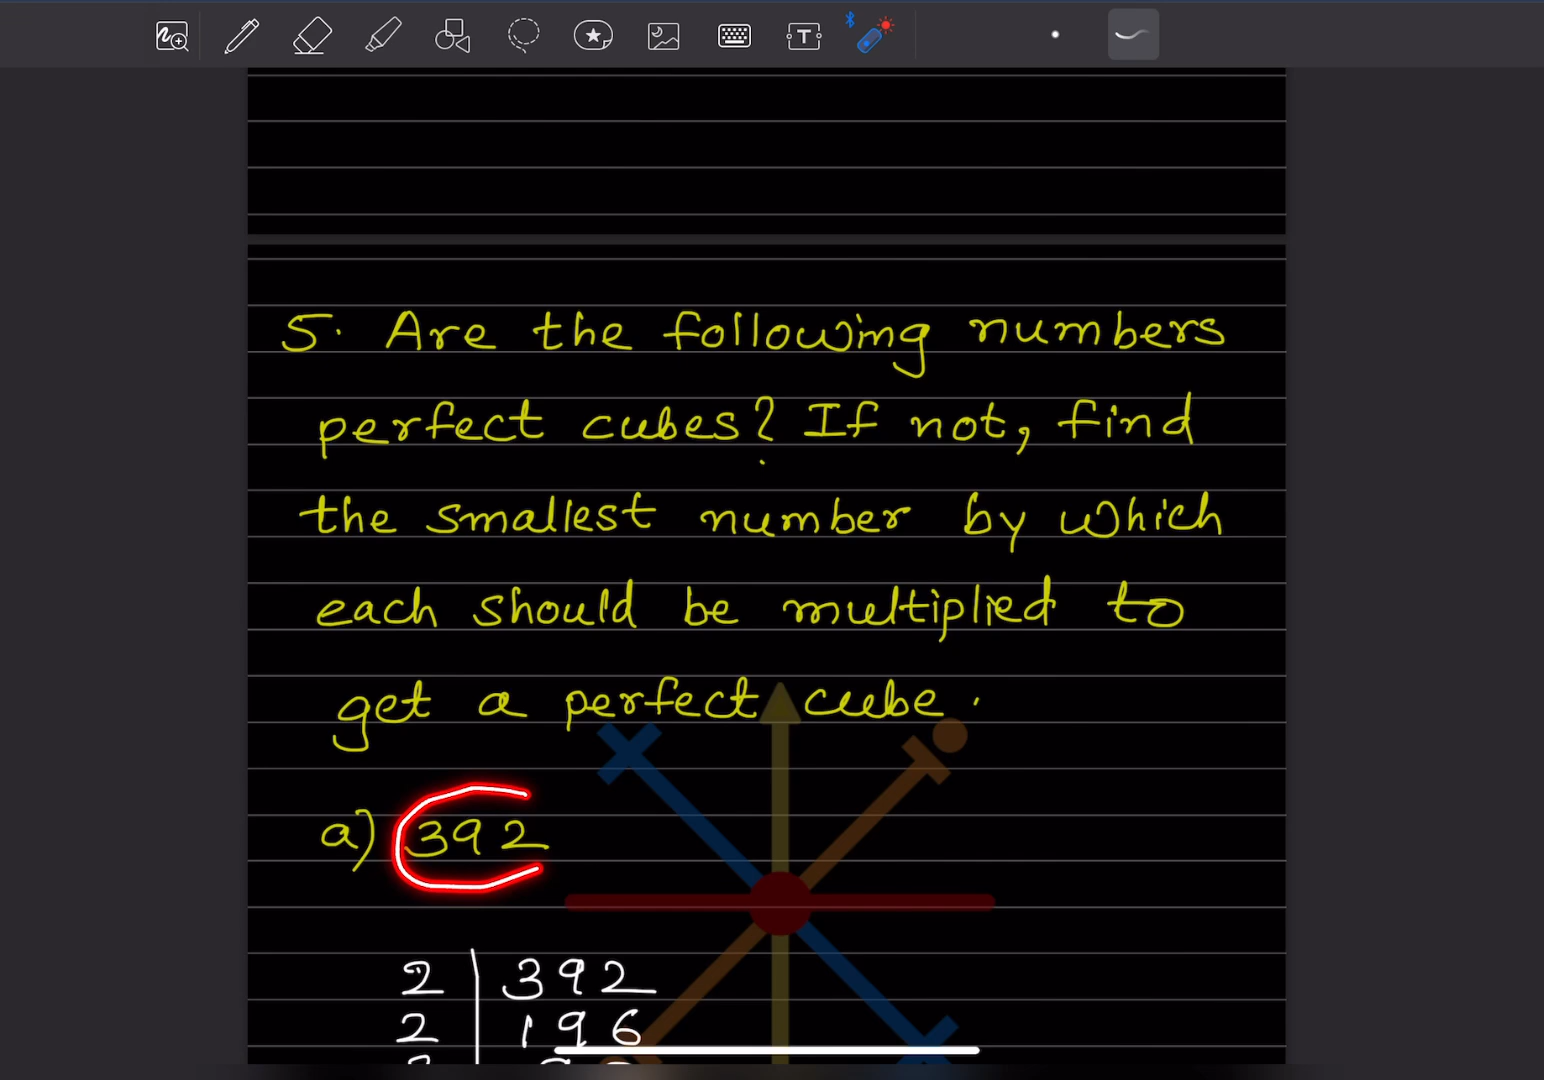 5. Are the following numbers
perfect cubes? If not, find
the smallest number by which
each should be multiplied to
get a perfect cube.
a) 392
2 | 392
2 | 196